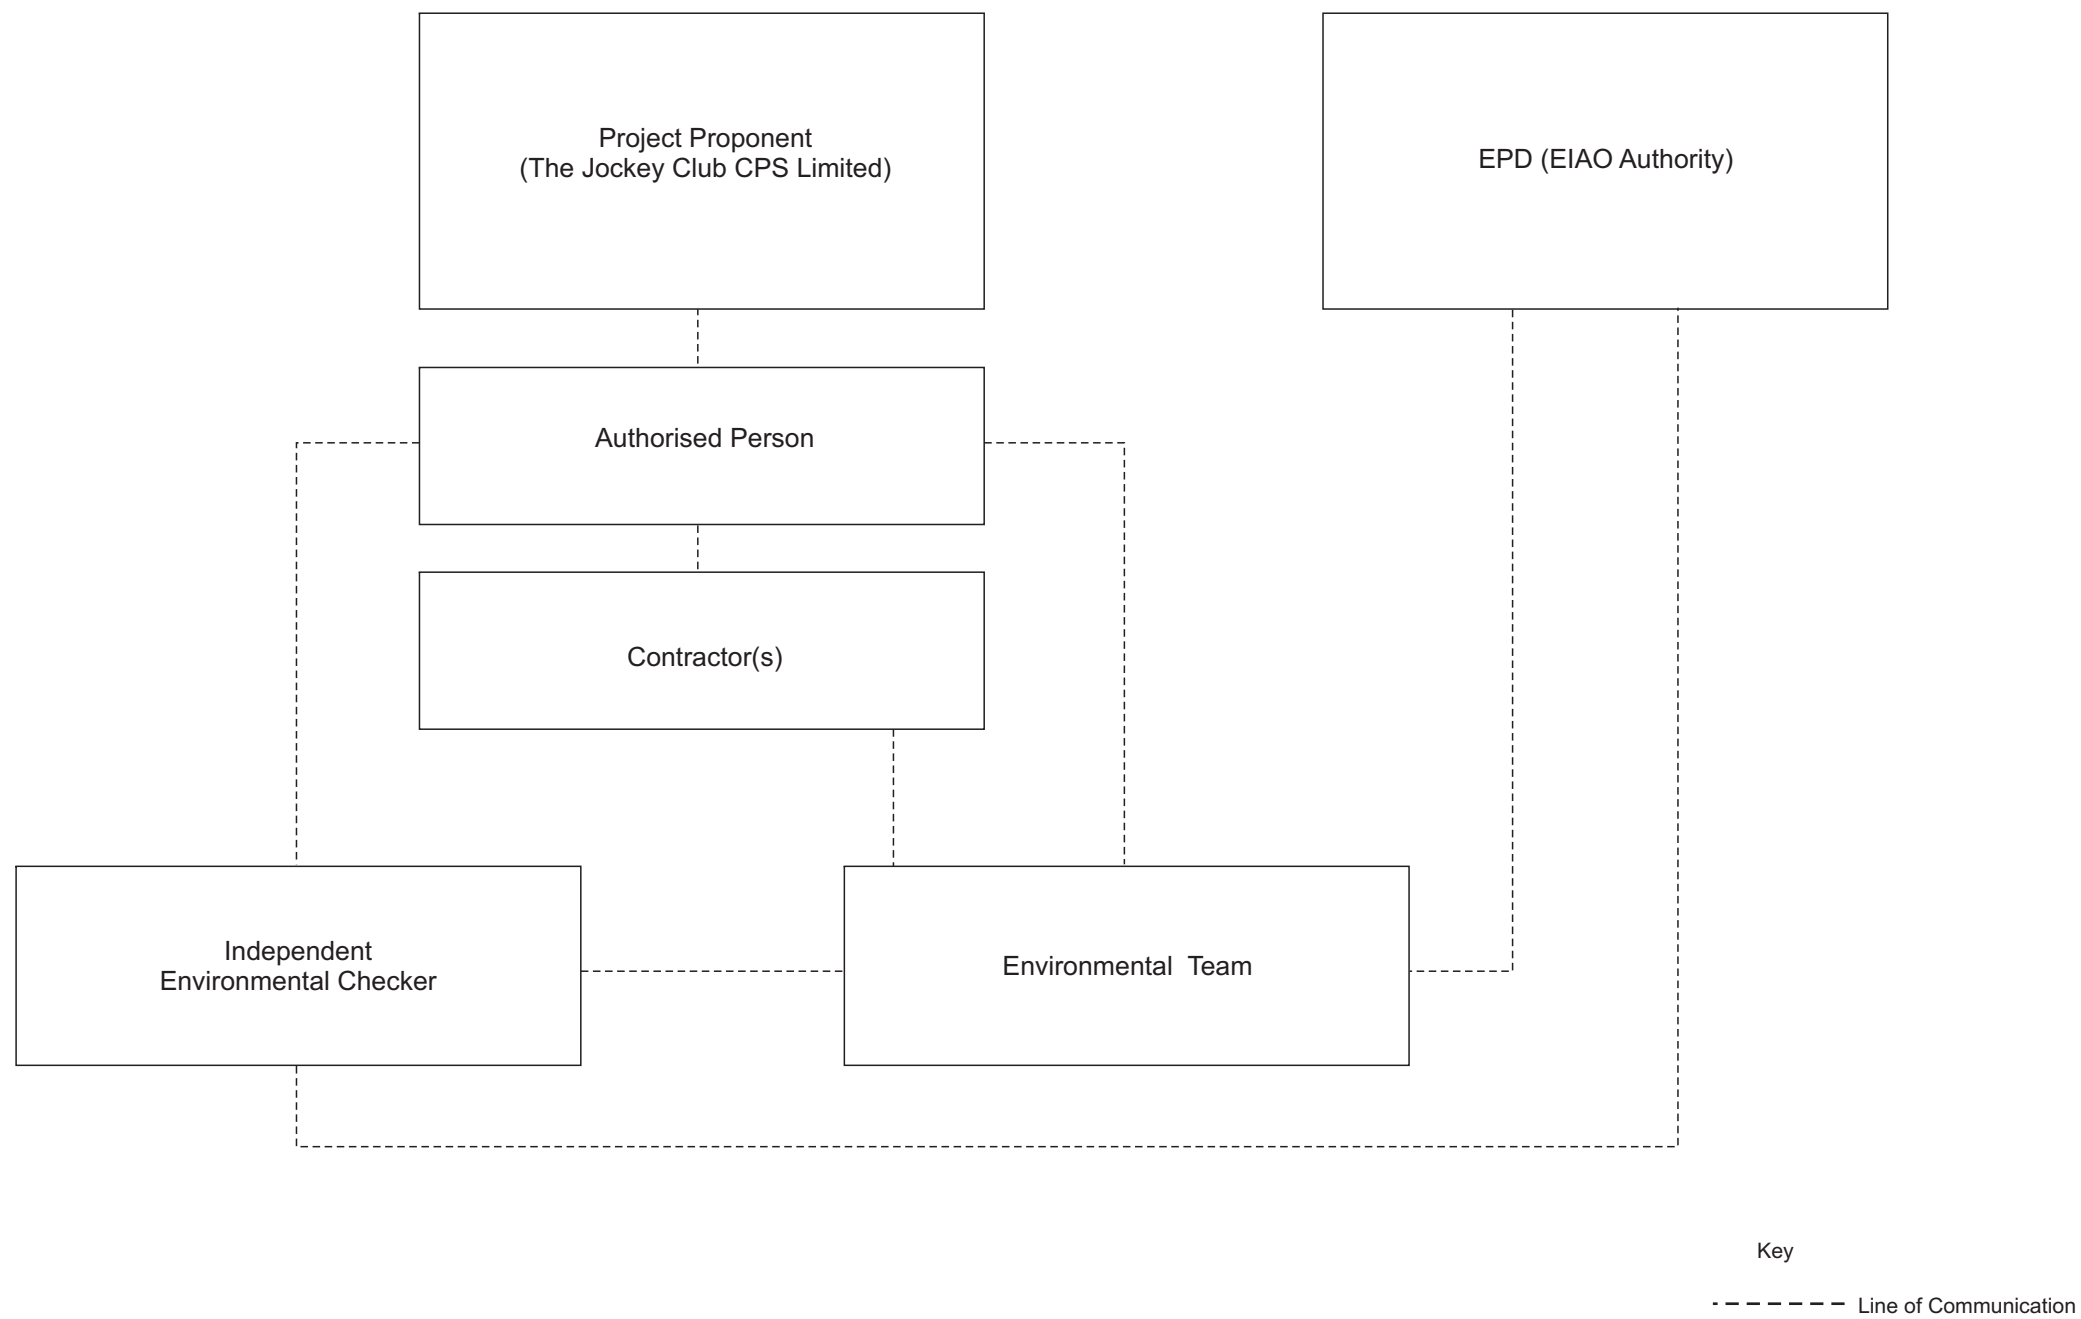 Project Proponent
(The Jockey Club CPS Limited)
EPD (EIAO Authority)
Authorised Person
Contractor(s)
Independent
Environmental Checker
Environmental Team
Key
Line of Communication